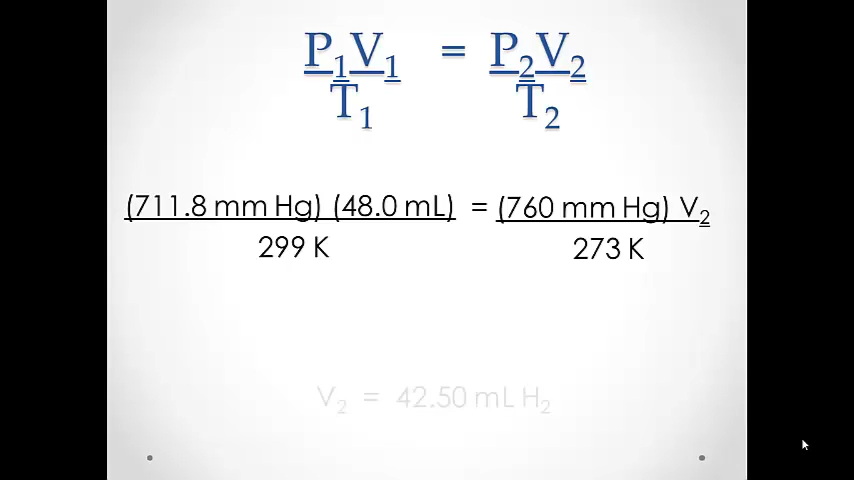 P₁V₁ = P₂V₂
T₁ T₂
(711.8 mm Hg) (48.0 mL) = (760 mm Hg) V₂
299 K 273 K
V₂ = 42.50 mL H₂